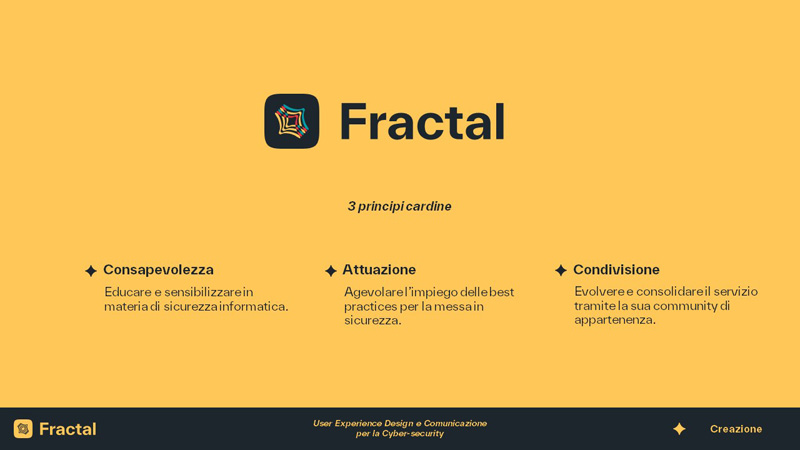 Fractal
3 principi cardine
Consapevolezza
Educare e sensibilizzare in
materia di sicurezza informatica.
Attuazione
Agevolare l'impiego delle best
practices per la messa in
sicurezza.
Condivisione
Evolvere e consolidare il servizio
tramite la sua community di
appartenenza.
Fractal
User Experience Design e Comunicazione
per la Cyber-security
Creazione